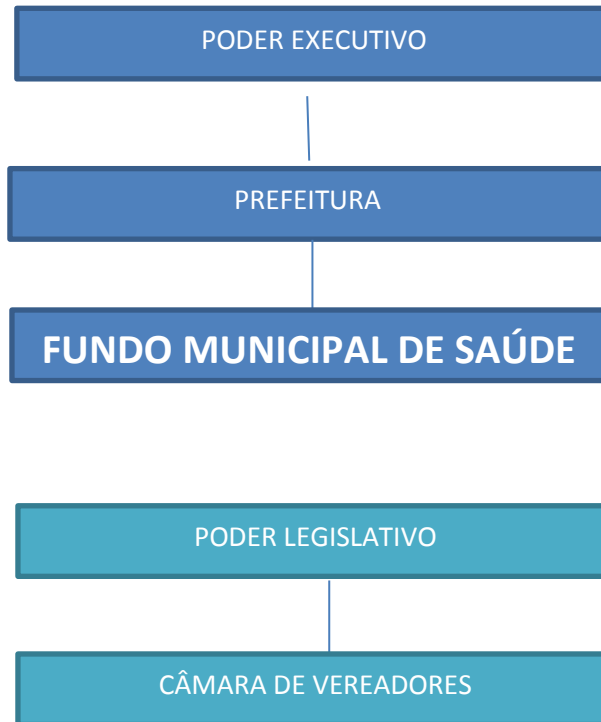 PODER EXECUTIVO
PREFEITURA
FUNDO MUNICIPAL DE SAÚDE
PODER LEGISLATIVO
CÂMARA DE VEREADORES